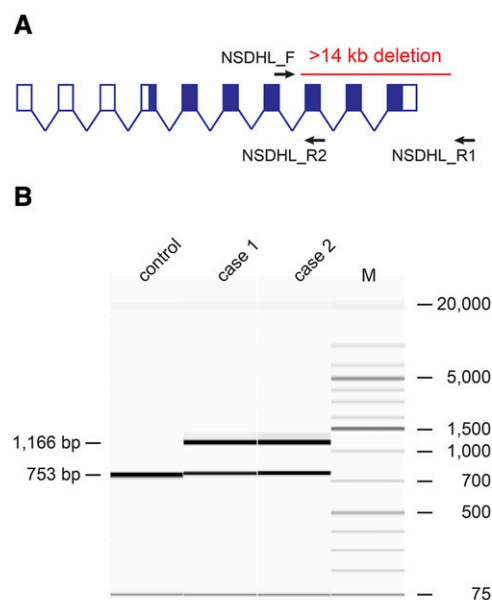 A
NSDHL_F
>14 kb deletion
NSDHL_R2
NSDHL_R1
B
control
case 1
case 2
M
20,000
5,000
1,500
1,166 bp
1,000
753 bp
700
500
75